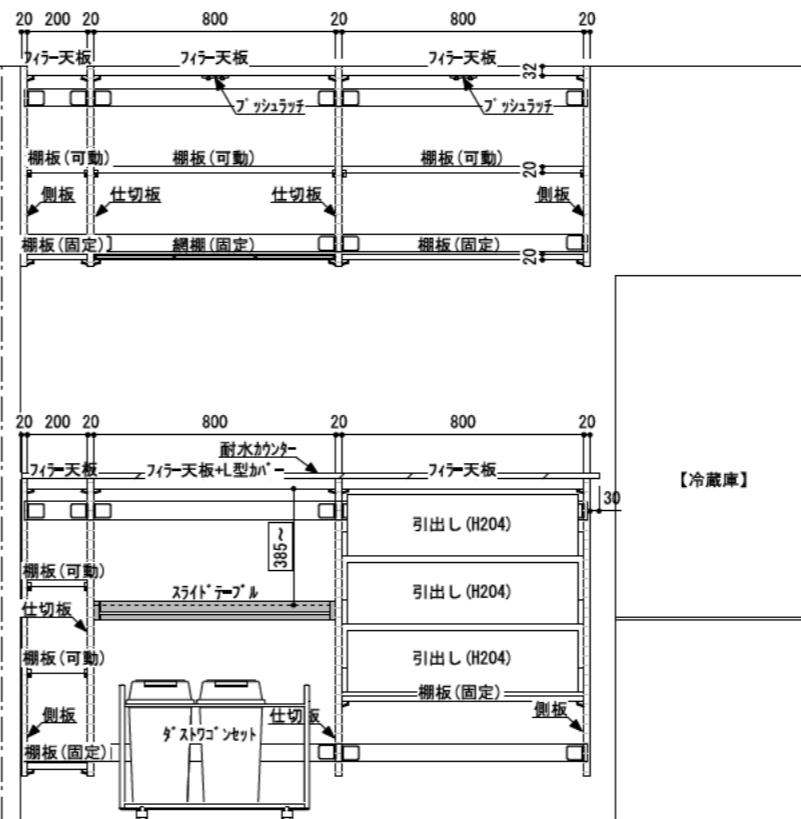 20 200 20 800 20 800 20
フィラー天板 フィラー天板 フィラー天板
32
プッシュラッチ プッシュラッチ
棚板(可動) 棚板(可動) 棚板(可動)
20
側板 仕切板 仕切板 側板
棚板(固定) 網棚(固定) 棚板(固定)
20
20 200 20 800 20 800 20
耐水カウンター
フィラー天板 フィラー天板+L型カバー フィラー天板
【冷蔵庫】
30
引出し(H204)
385~
棚板(可動)
スライドテーブル
引出し(H204)
仕切板
棚板(可動)
引出し(H204)
棚板(固定)
側板 仕切板 側板
ダストワゴンセット
棚板(固定)